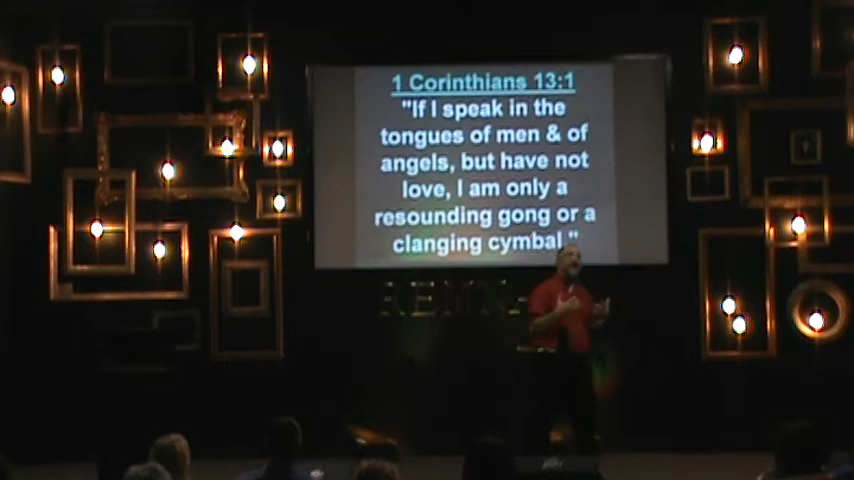 1 Corinthians 13:1
"If I speak in the
tongues of men & of
angels, but have not
love, I am only a
resounding gong or a
clanging cymbal."